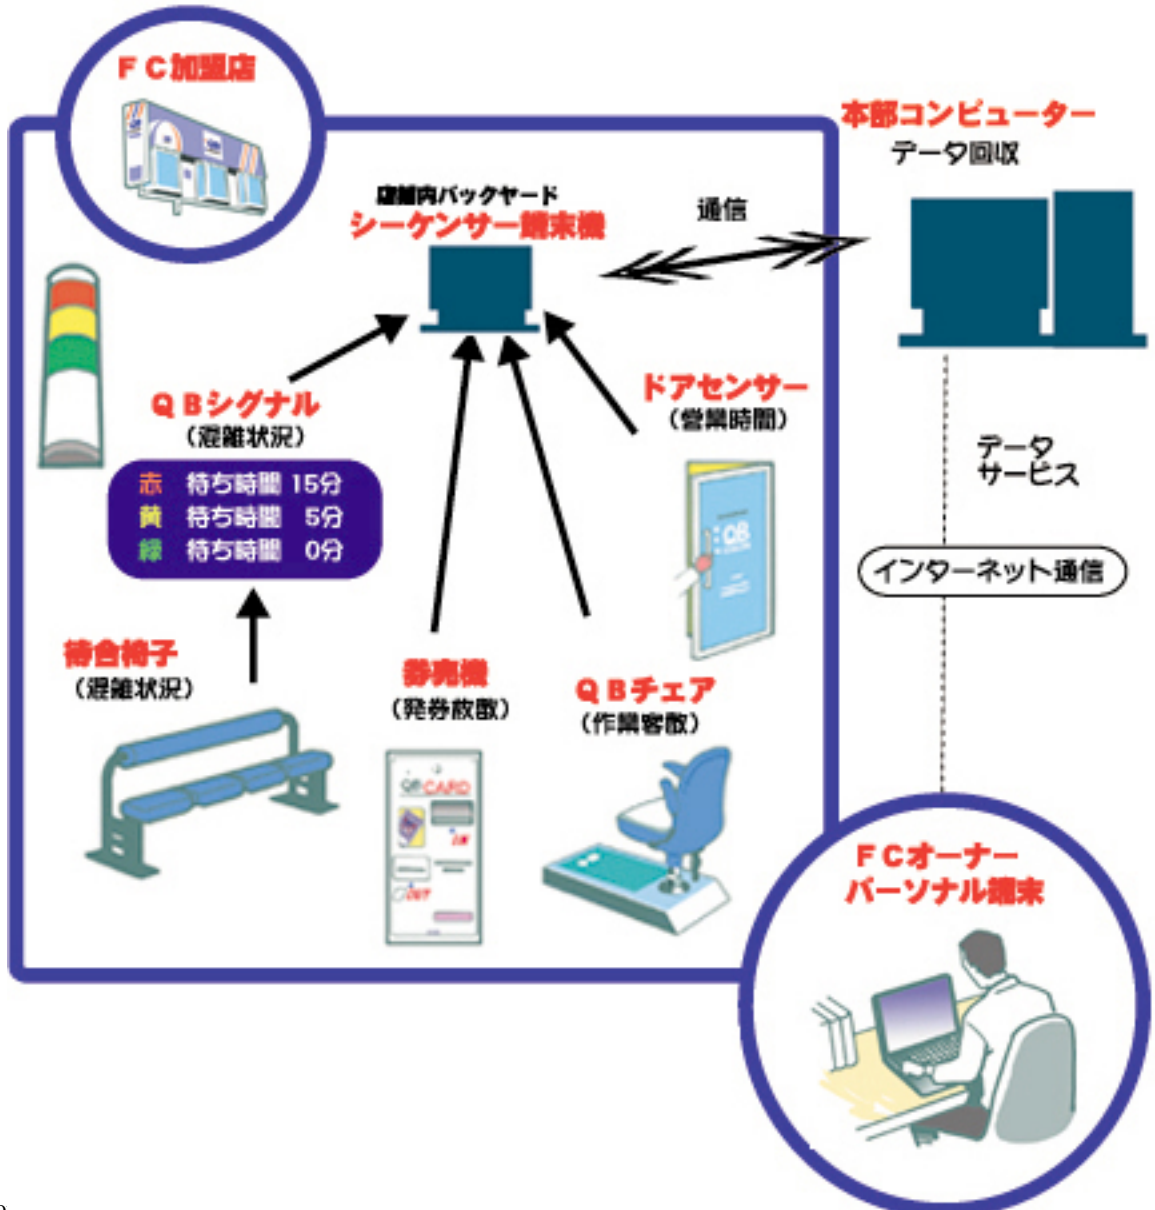 FC加盟店
本部コンピューター
データ回収
店舗内バックヤード
シーケンサー端末機
通信
QBシグナル
(混雑状況)
赤 待ち時間 15分
黄 待ち時間 5分
緑 待ち時間 0分
ドアセンサー
(営業時間)
QB
データ
サービス
インターネット通信
待合椅子
(混雑状況)
券売機
(発券枚数)
QBチェア
(作業客数)
QB CARD
IN
OUT
FCオーナー
パーソナル端末